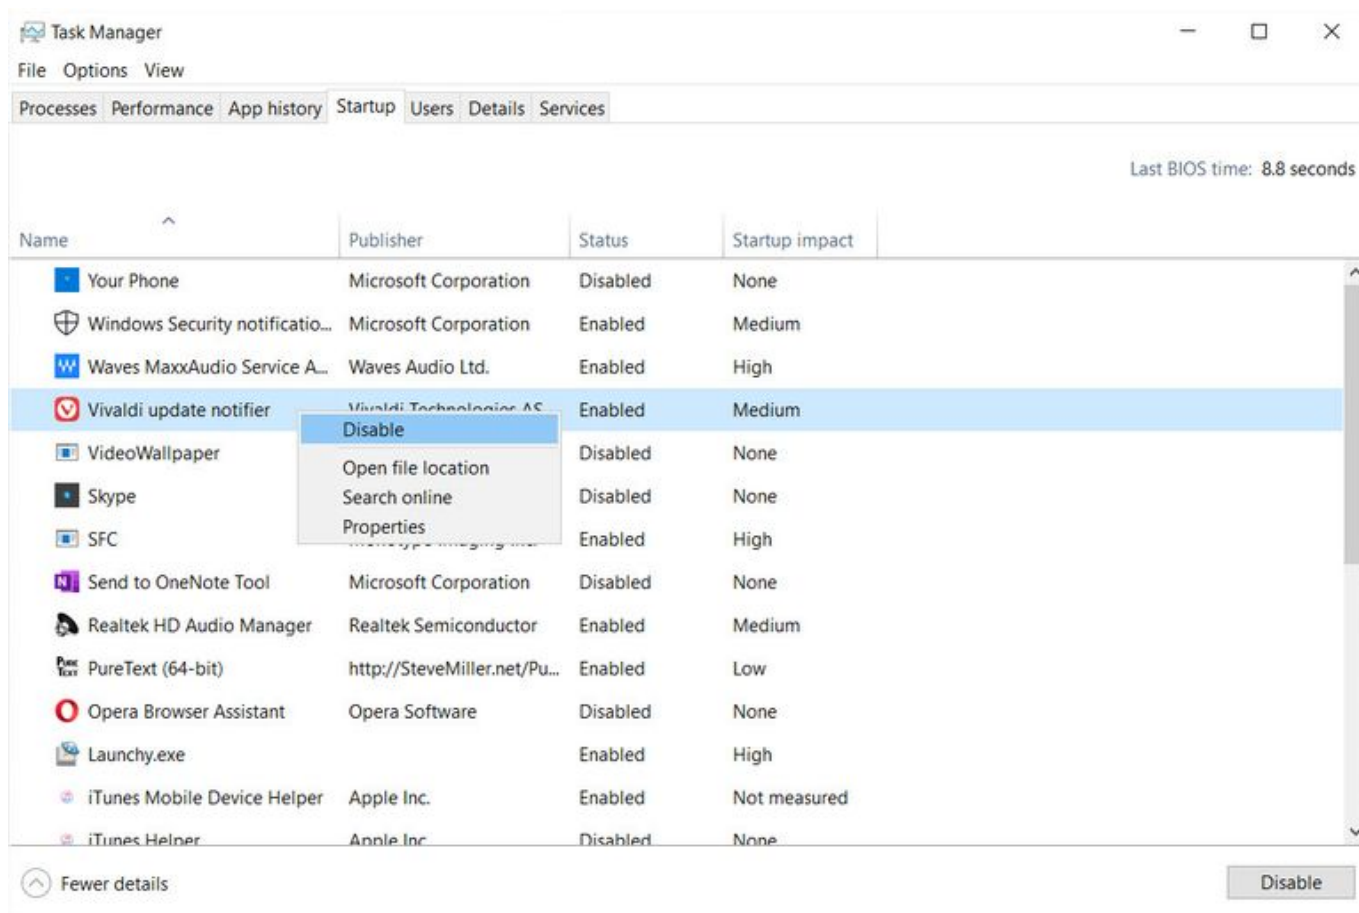 Task Manager
File Options View
Processes Performance App history Startup Users Details Services
Last BIOS time: 8.8 seconds
Name Publisher Status Startup impact
Your Phone Microsoft Corporation Disabled None
Windows Security notificatio... Microsoft Corporation Enabled Medium
Waves MaxxAudio Service A... Waves Audio Ltd. Enabled High
Vivaldi update notifier Vivaldi Technologies AS Enabled Medium
Disable
VideoWallpaper Disabled None
Open file location
Skype Search online Disabled None
Properties
SFC Enabled High
Send to OneNote Tool Microsoft Corporation Disabled None
Realtek HD Audio Manager Realtek Semiconductor Enabled Medium
PureText (64-bit) http://SteveMiller.net/Pu... Enabled Low
Opera Browser Assistant Opera Software Disabled None
Launchy.exe Enabled High
iTunes Mobile Device Helper Apple Inc. Enabled Not measured
iTunes Helper Apple Inc. Disabled None
Fewer details Disable